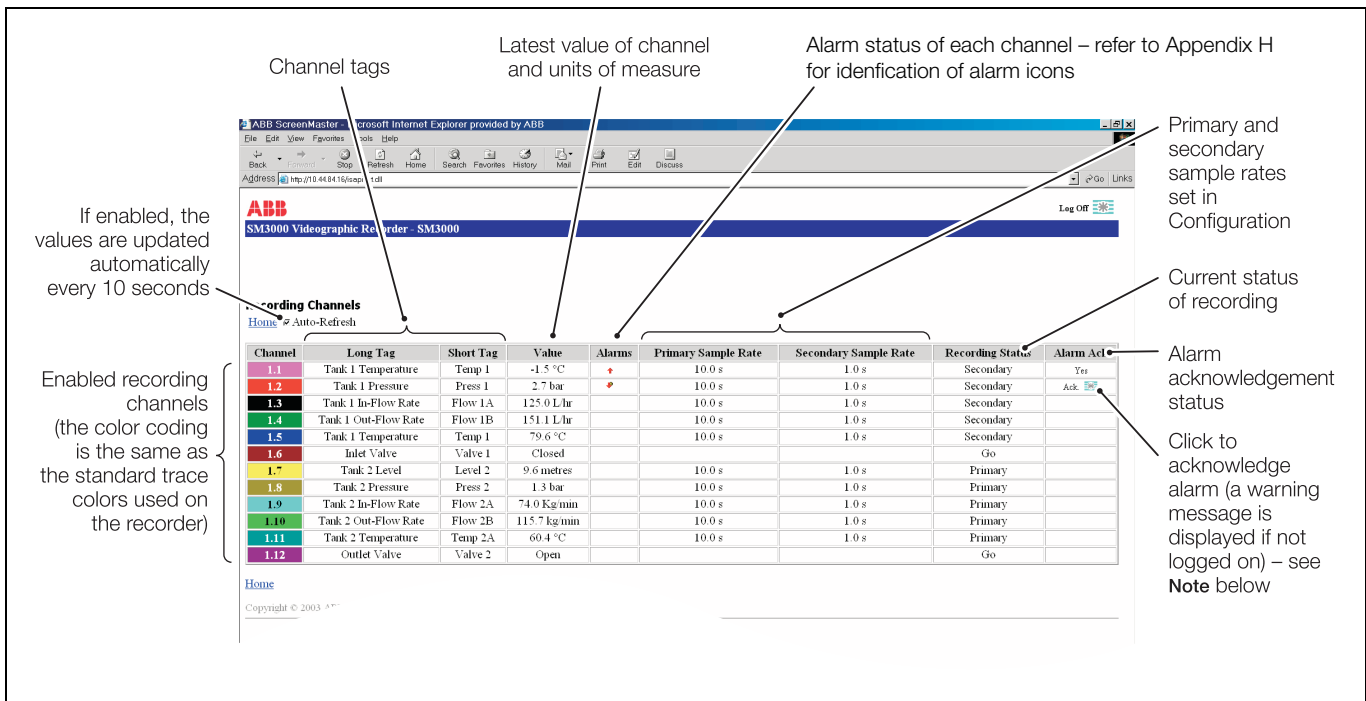 Channel tags
Latest value of channel
and units of measure
Alarm status of each channel – refer to Appendix H
for idenfication of alarm icons
Primary and
secondary
sample rates
set in
Configuration
If enabled, the
values are updated
automatically
every 10 seconds
Current status
of recording
Alarm
acknowledgement
status
Click to
acknowledge
alarm (a warning
message is
displayed if not
logged on) – see
Note below
Enabled recording
channels
(the color coding
is the same as
the standard trace
colors used on
the recorder)
ABB ScreenMaster - Microsoft Internet Explorer provided by ABB
File Edit View Favorites Tools Help
Back Forward Stop Refresh Home Search Favorites History Mail Print Edit Discuss
Address http://10.44.84.16/isapi .dll Go Links
ABB
Log Off
SM3000 Videographic Recorder - SM3000
Recording Channels
Home Auto-Refresh
Channel Long Tag Short Tag Value Alarms Primary Sample Rate Secondary Sample Rate Recording Status Alarm Ack
1.1 Tank 1 Temperature Temp 1 -1.5 °C 10.0 s 1.0 s Secondary Yes
1.2 Tank 1 Pressure Press 1 2.7 bar 10.0 s 1.0 s Secondary Ack.
1.3 Tank 1 In-Flow Rate Flow 1A 125.0 L/hr 10.0 s 1.0 s Secondary
1.4 Tank 1 Out-Flow Rate Flow 1B 151.1 L/hr 10.0 s 1.0 s Secondary
1.5 Tank 1 Temperature Temp 1 79.6 °C 10.0 s 1.0 s Secondary
1.6 Inlet Valve Valve 1 Closed Go
1.7 Tank 2 Level Level 2 9.6 metres 10.0 s 1.0 s Primary
1.8 Tank 2 Pressure Press 2 1.3 bar 10.0 s 1.0 s Primary
1.9 Tank 2 In-Flow Rate Flow 2A 74.0 Kg/min 10.0 s 1.0 s Primary
1.10 Tank 2 Out-Flow Rate Flow 2B 115.7 kg/min 10.0 s 1.0 s Primary
1.11 Tank 2 Temperature Temp 2A 60.4 °C 10.0 s 1.0 s Primary
1.12 Outlet Valve Valve 2 Open Go
Home
Copyright © 2003